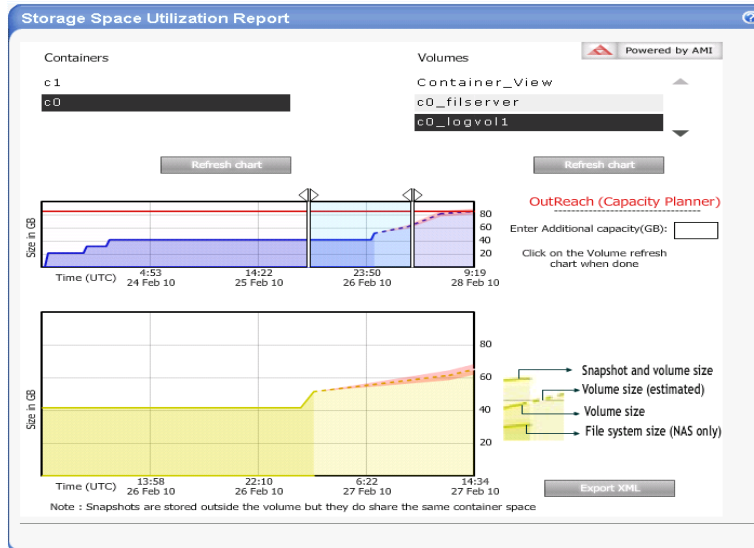 Storage Space Utilization Report
Powered by AMI
Containers
c1
c0
Volumes
Container_View
c0_filserver
c0_logvol1
Refresh chart
Refresh chart
Size in GB
80
60
40
20
Time (UTC)
4:53
24 Feb 10
14:22
25 Feb 10
23:50
26 Feb 10
9:19
28 Feb 10
OutReach (Capacity Planner)
Enter Additional capacity(GB):
Click on the Volume refresh
chart when done
Size in GB
80
60
40
20
Time (UTC)
13:58
26 Feb 10
22:10
26 Feb 10
6:22
27 Feb 10
14:34
27 Feb 10
Snapshot and volume size
Volume size (estimated)
Volume size
File system size (NAS only)
Export XML
Note : Snapshots are stored outside the volume but they do share the same container space